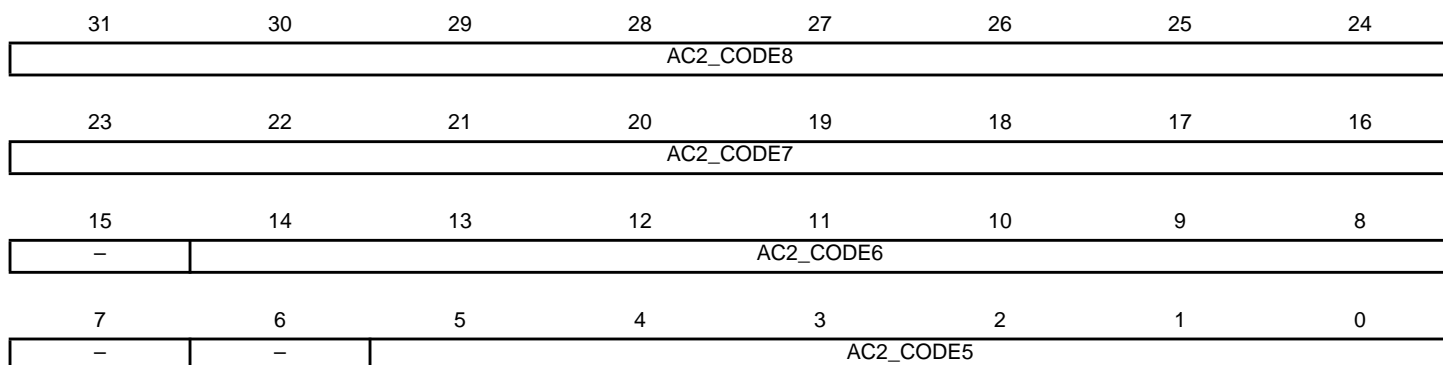 31 30 29 28 27 26 25 24
AC2_CODE8
23 22 21 20 19 18 17 16
AC2_CODE7
15 14 13 12 11 10 9 8
– AC2_CODE6
7 6 5 4 3 2 1 0
– – AC2_CODE5